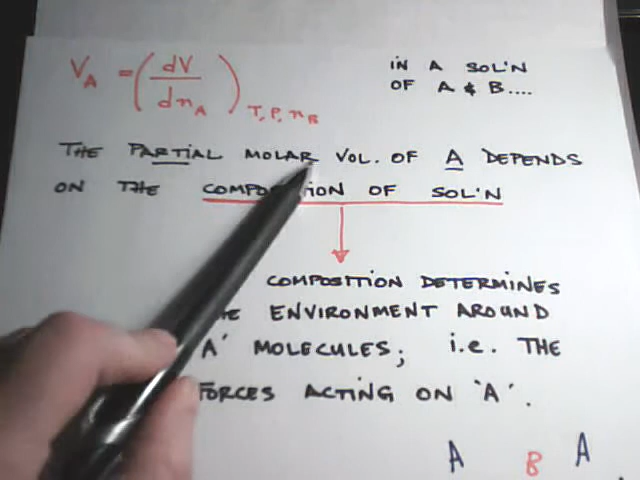 V_A = (dV/dn_A)_T,P,n_B
IN A SOL'N
OF A & B....
THE PARTIAL MOLAR VOL. OF A DEPENDS
ON THE COMPOSITION OF SOL'N
COMPOSITION DETERMINES
ENVIRONMENT AROUND
A' MOLECULES; i.e. THE
FORCES ACTING ON 'A'.
A B A